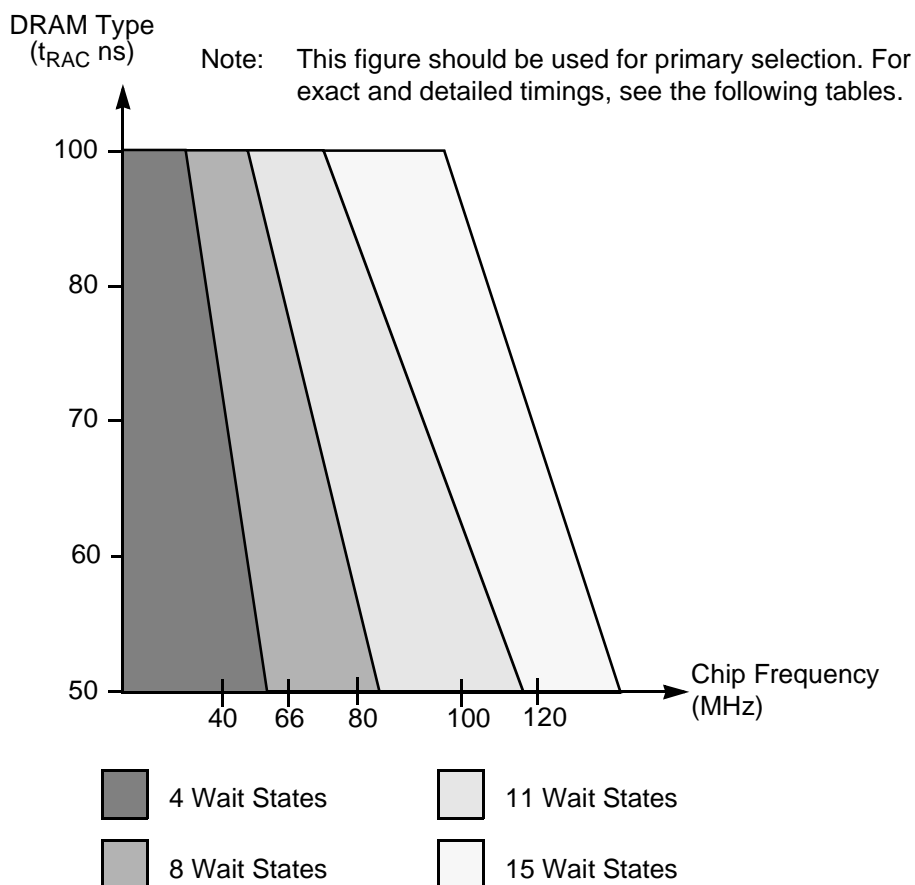 DRAM Type
(tRAC ns)
Note: This figure should be used for primary selection. For
exact and detailed timings, see the following tables.
100
80
70
60
50
40 66 80 100 120
Chip Frequency
(MHz)
4 Wait States
11 Wait States
8 Wait States
15 Wait States